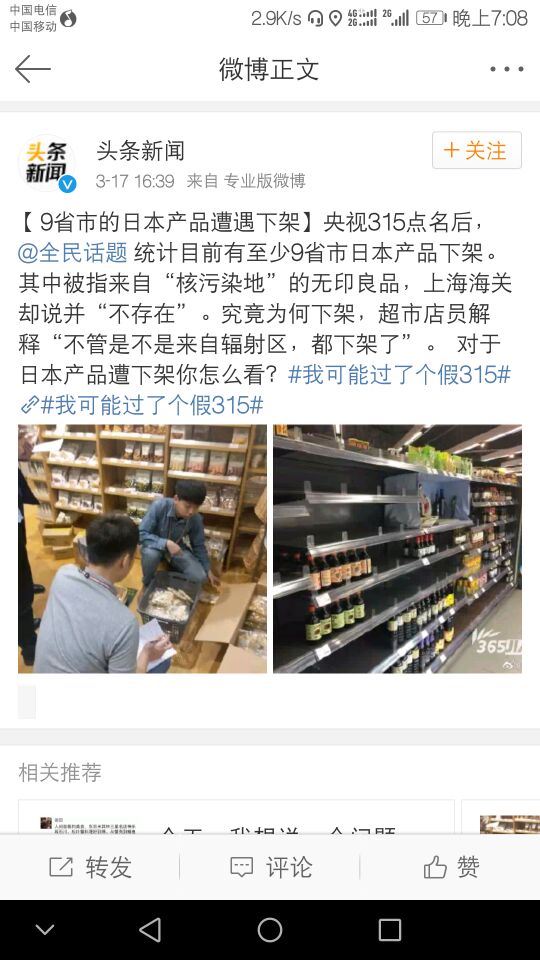 中国电信
中国移动
2.9K/s 4G 2G 2G 57 晚上7:08
微博正文
头条新闻
头条新闻
+ 关注
3-17 16:39 来自 专业版微博
【 9省市的日本产品遭遇下架】央视315点名后，
@全民话题 统计目前有至少9省市日本产品下架。
其中被指来自“核污染地”的无印良品，上海海关
却说并“不存在”。究竟为何下架，超市店员解
释“不管是不是来自辐射区，都下架了”。 对于
日本产品遭下架你怎么看？#我可能过了个假315#
#我可能过了个假315#
365
相关推荐
转发
评论
赞